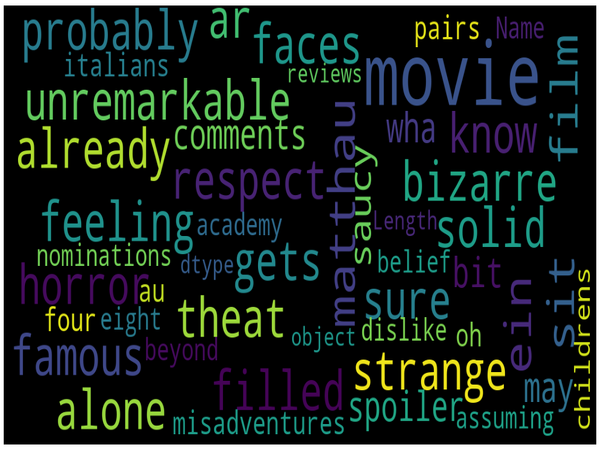 probably
ar
faces
pairs
Name
italians
reviews
movie
film
unremarkable
already
comments
wha
know
respect
matthau
saucy
bizarre
feeling
academy
Length
solid
nominations
dtype
gets
belief
bit
horror
au
sure
ein
sit
childrens
four
eight
theat
object
dislike
oh
famous
beyond
strange
filled
may
alone
misadventures
spoiler
assuming